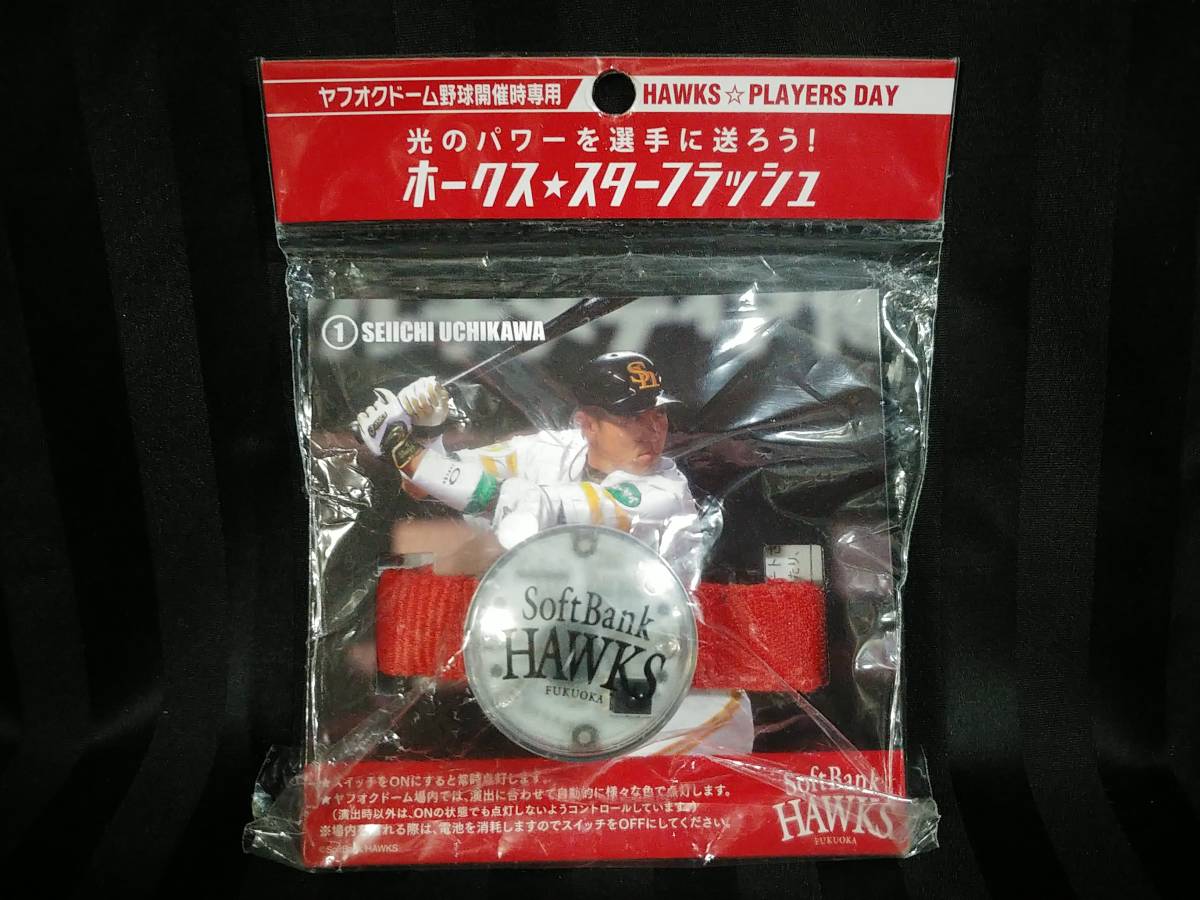 ヤフオクドーム野球開催時専用
HAWKS☆PLAYERS DAY
光のパワーを選手に送ろう!
ホークス★スターフラッシュ
① SEIICHI UCHIKAWA
SH
SoftBank
HAWKS
FUKUOKA
★スイッチをONにすると常時点灯します。
★ヤフオクドーム場内では、演出に合わせて自動的に様々な色で点灯します。
(演出時以外は、ONの状態でも点灯しないようコントロールしています。)
※場内を離れる際は、電池を消耗しますのでスイッチをOFFにしてください。
©SoftBank HAWKS
SoftBank
HAWKS
FUKUOKA